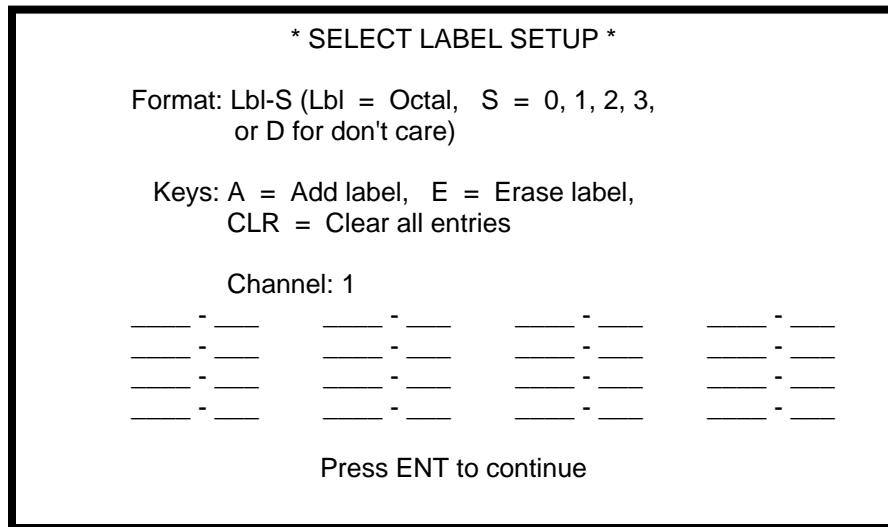 * SELECT LABEL SETUP *
Format: Lbl-S (Lbl = Octal, S = 0, 1, 2, 3,
or D for don't care)
Keys: A = Add label, E = Erase label,
CLR = Clear all entries
Channel: 1
____ - ___ ____ - ___ ____ - ___ ____ - ___
____ - ___ ____ - ___ ____ - ___ ____ - ___
____ - ___ ____ - ___ ____ - ___ ____ - ___
____ - ___ ____ - ___ ____ - ___ ____ - ___
Press ENT to continue